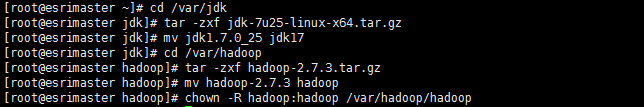 [root@esrimaster ~]# cd /var/jdk
[root@esrimaster jdk]# tar -zxf jdk-7u25-linux-x64.tar.gz
[root@esrimaster jdk]# mv jdk1.7.0_25 jdk17
[root@esrimaster jdk]# cd /var/hadoop
[root@esrimaster hadoop]# tar -zxf hadoop-2.7.3.tar.gz
[root@esrimaster hadoop]# mv hadoop-2.7.3 hadoop
[root@esrimaster hadoop]# chown -R hadoop:hadoop /var/hadoop/hadoop